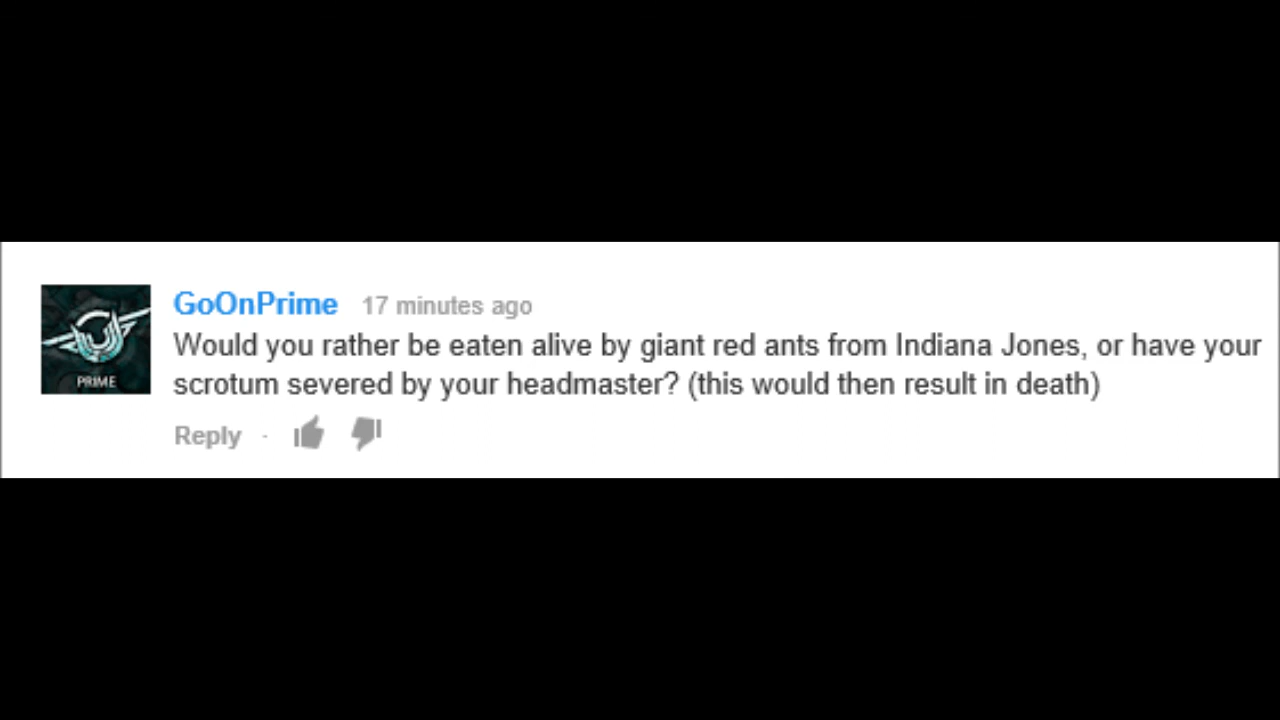 GoOnPrime 17 minutes ago
Would you rather be eaten alive by giant red ants from Indiana Jones, or have your
scrotum severed by your headmaster? (this would then result in death)
PRIME
Reply ·